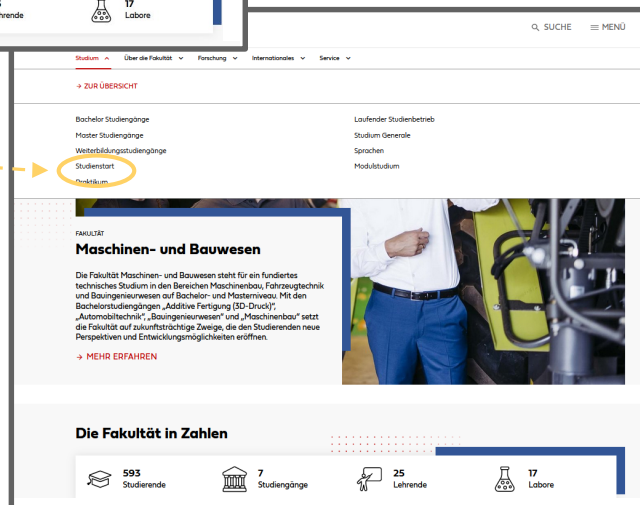 17
hrende
Labore
SUCHE
MENÜ
Studium
Über die Fakultät
Forschung
Internationales
Service
→ ZUR ÜBERSICHT
Bachelor Studiengänge
Master Studiengänge
Weiterbildungsstudiengänge
Studienstart
Praktikum
Laufender Studienbetrieb
Studium Generale
Sprachen
Modulstudium
FAKULTÄT
Maschinen- und Bauwesen
Die Fakultät Maschinen- und Bauwesen steht für ein fundiertes
technisches Studium in den Bereichen Maschinenbau, Fahrzeugtechnik
und Bauingenieurwesen auf Bachelor- und Masterniveau. Mit den
Bachelorstudiengängen „Additive Fertigung (3D-Druck)“,
„Automobiltechnik“, „Bauingenieurwesen“ und „Maschinenbau“ setzt
die Fakultät auf zukunftsträchtige Zweige, die den Studierenden neue
Perspektiven und Entwicklungsmöglichkeiten eröffnen.
→ MEHR ERFAHREN
Die Fakultät in Zahlen
593
Studierende
7
Studiengänge
25
Lehrende
17
Labore